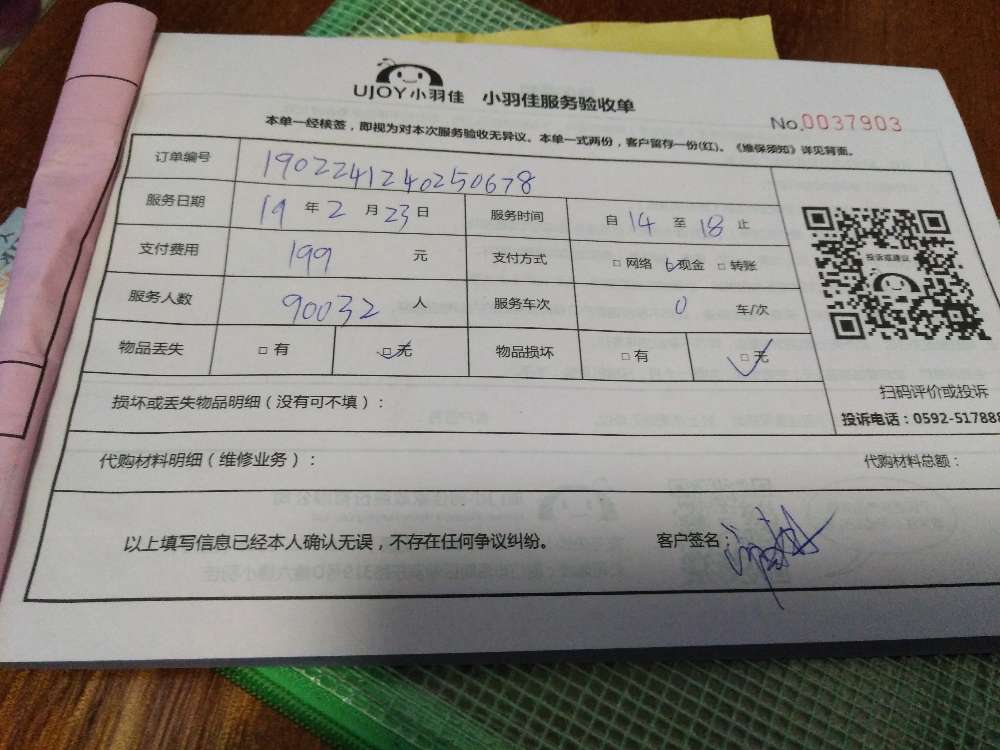 UJOY小羽佳 小羽佳服务验收单
No.0037903
本单一经核签，即视为对本次服务验收无异议。本单一式两份，客户留存一份(红)。《维保须知》详见背面。
订单编号 1902241240250678
服务日期 19 年 2 月 23 日 服务时间 自 14 至 18 止
支付费用 199 元 支付方式 □ 网络 ✓现金 □ 转账
服务人数 90032 人 服务车次 0 车/次
物品丢失 □ 有 ☑ 无 物品损坏 □ 有 ☑ 无
投诉或建议
扫码评价或投诉
投诉电话：0592-517888
损坏或丢失物品明细（没有可不填）：
代购材料明细（维修业务）： 代购材料总额：
以上填写信息已经本人确认无误，不存在任何争议纠纷。 客户签名：